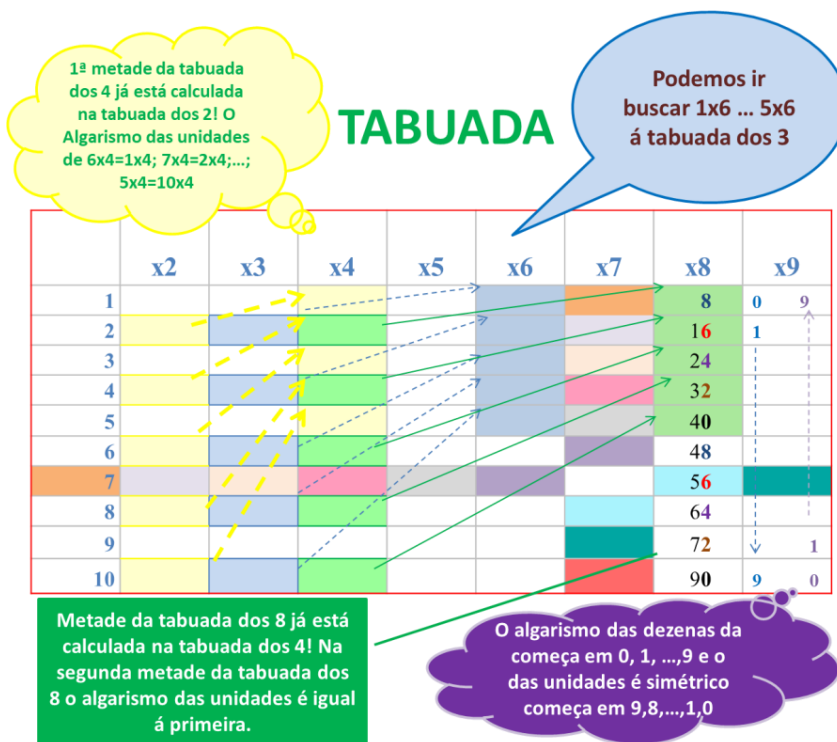 1ª metade da tabuada
dos 4 já está calculada
na tabuada dos 2! O
Algarismo das unidades
de 6x4=1x4; 7x4=2x4;...;
5x4=10x4
TABUADA
Podemos ir
buscar 1x6 ... 5x6
á tabuada dos 3
x2 x3 x4 x5 x6 x7 x8 x9
1 8 0 9
2 16 1
3 24
4 32
5 40
6 48
7 56
8 64
9 72 1
10 90 9 0
Metade da tabuada dos 8 já está
calculada na tabuada dos 4! Na
segunda metade da tabuada dos
8 o algarismo das unidades é igual
á primeira.
O algarismo das dezenas da
começa em 0, 1, ...,9 e o
das unidades é simétrico
começa em 9,8,...,1,0